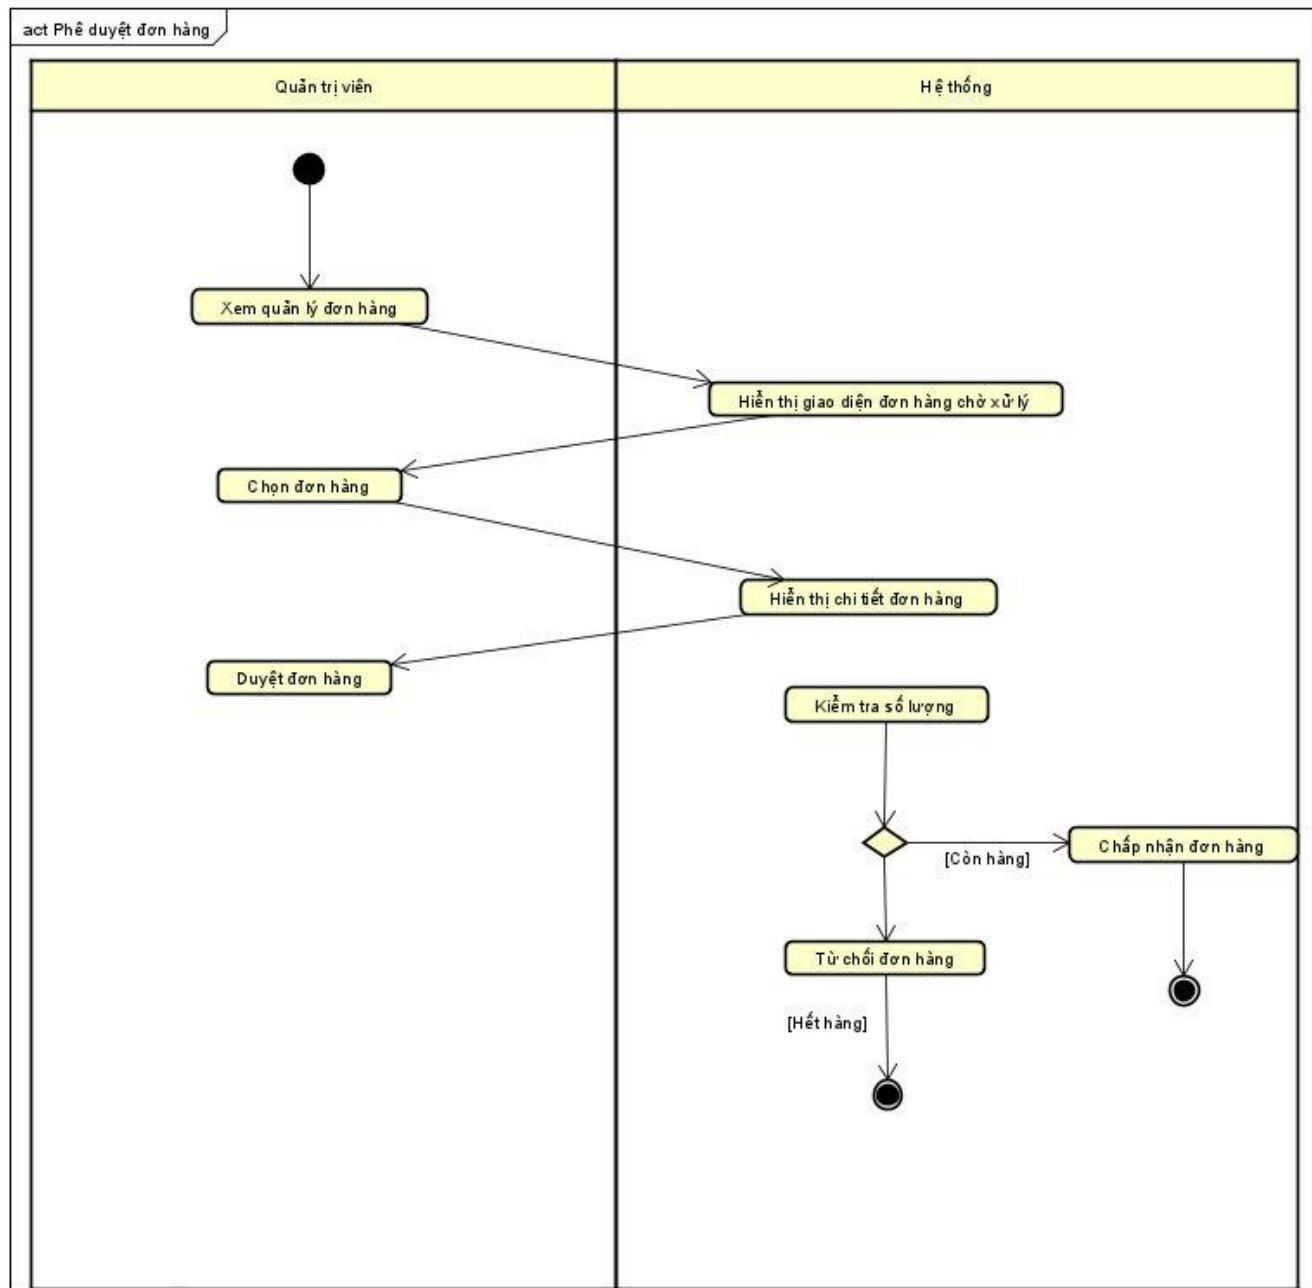 act Phê duyệt đơn hàng
Quản trị viên
Hệ thống
Xem quản lý đơn hàng
Hiển thị giao diện đơn hàng chờ xử lý
Chọn đơn hàng
Hiển thị chi tiết đơn hàng
Duyệt đơn hàng
Kiểm tra số lượng
[Còn hàng]
Chấp nhận đơn hàng
Từ chối đơn hàng
[Hết hàng]